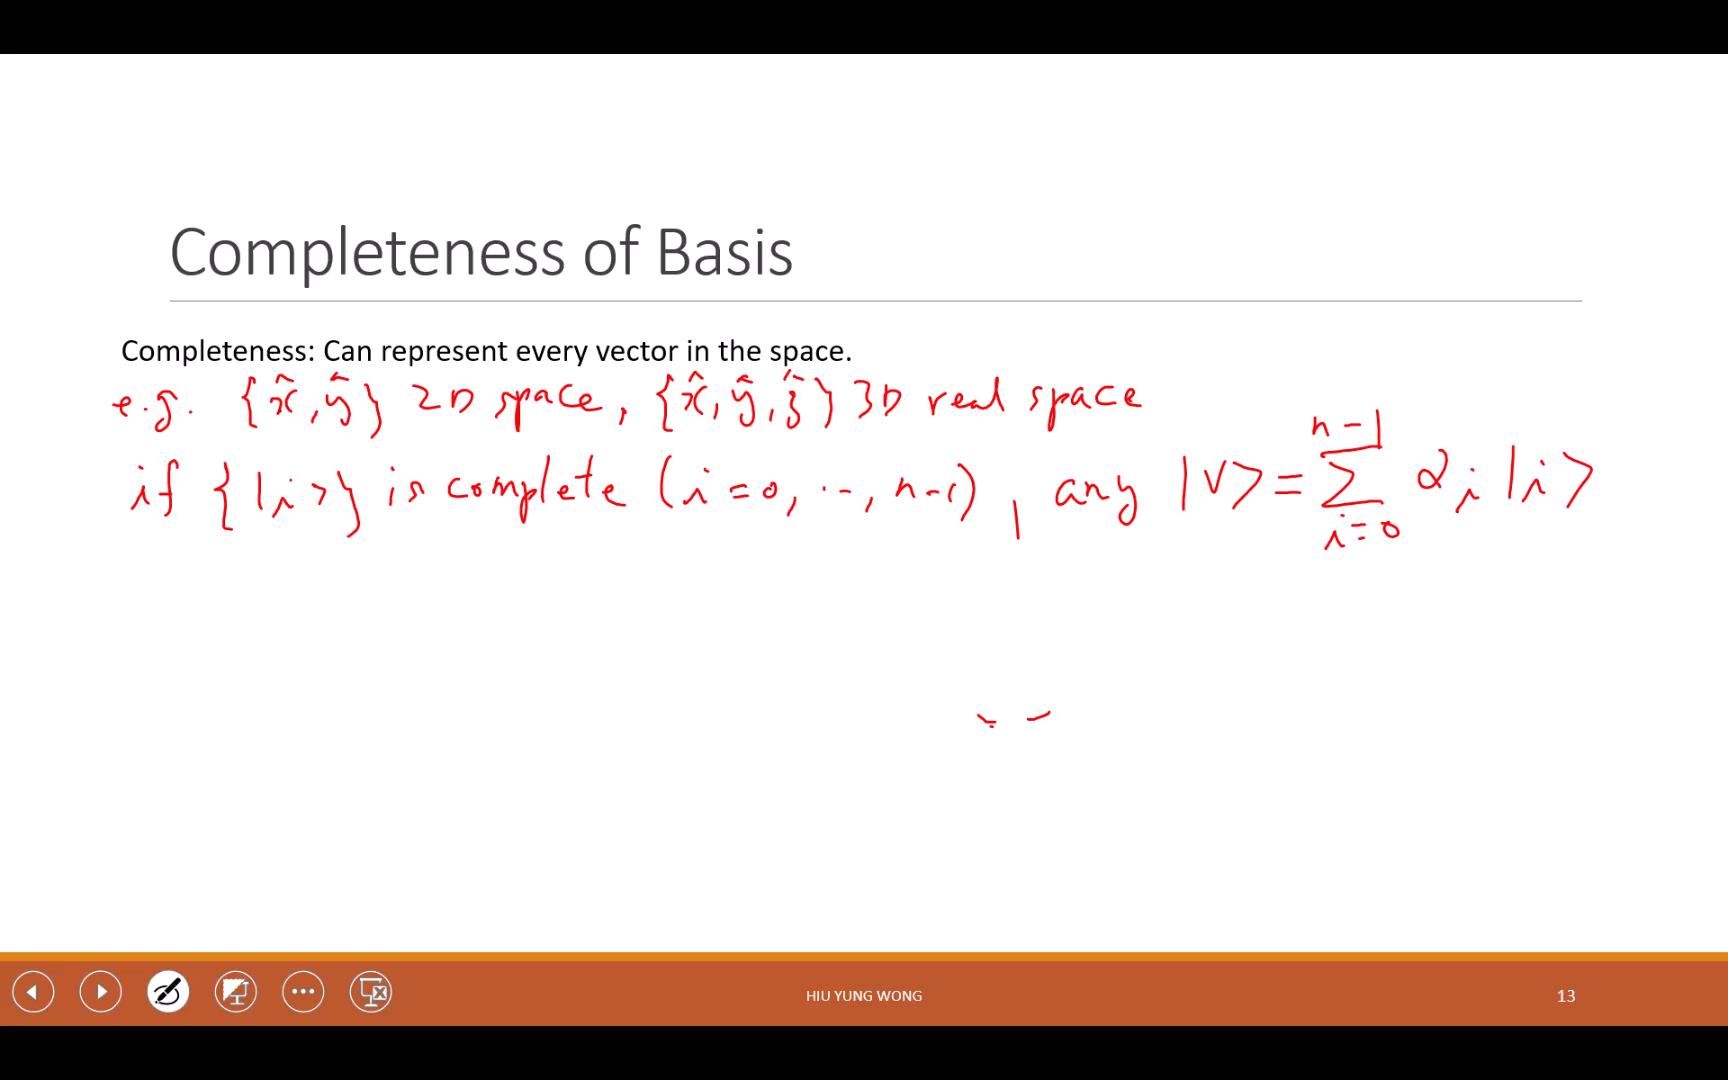 Completeness of Basis
Completeness: Can represent every vector in the space.
e.g. {x̂, ŷ} 2D space, {x̂, ŷ, ẑ} 3D real space
if {|i>} is complete (i=0, .., n-1), any |V> = ∑_{i=0}^{n-1} α_i |i>
HIU YUNG WONG
13